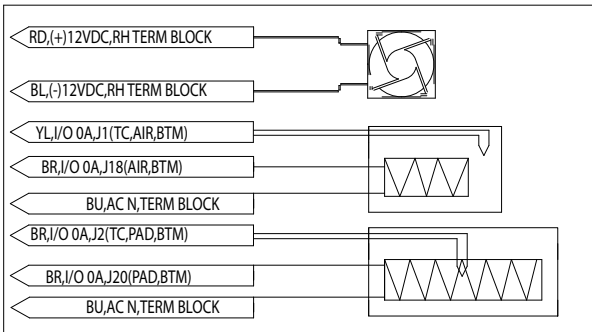 RD,(+)12VDC,RH TERM BLOCK
BL,(-)12VDC,RH TERM BLOCK
YL,I/O 0A,J1(TC,AIR,BTM)
BR,I/O 0A,J18(AIR,BTM)
BU,AC N,TERM BLOCK
BR,I/O 0A,J2(TC,PAD,BTM)
BR,I/O 0A,J20(PAD,BTM)
BU,AC N,TERM BLOCK